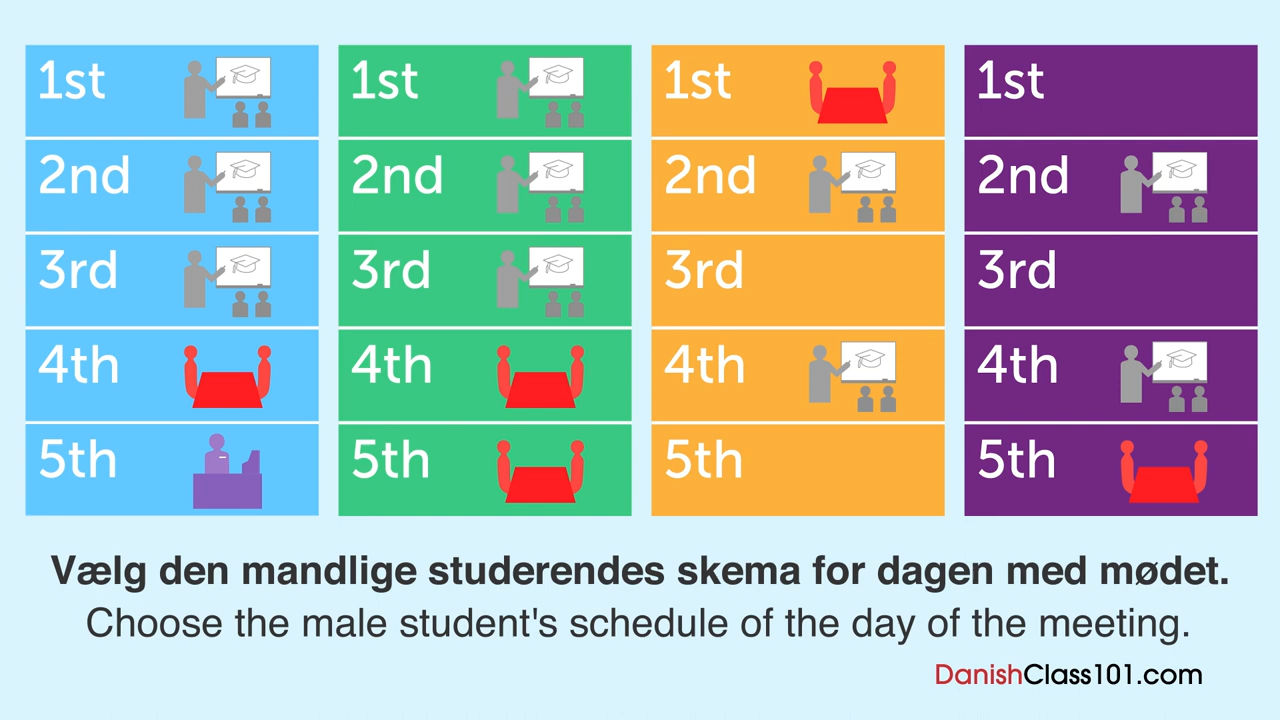 1st
2nd
3rd
4th
5th
1st
2nd
3rd
4th
5th
1st
2nd
3rd
4th
5th
1st
2nd
3rd
4th
5th
Vælg den mandlige studerendes skema for dagen med mødet.
Choose the male student's schedule of the day of the meeting.
DanishClass101.com